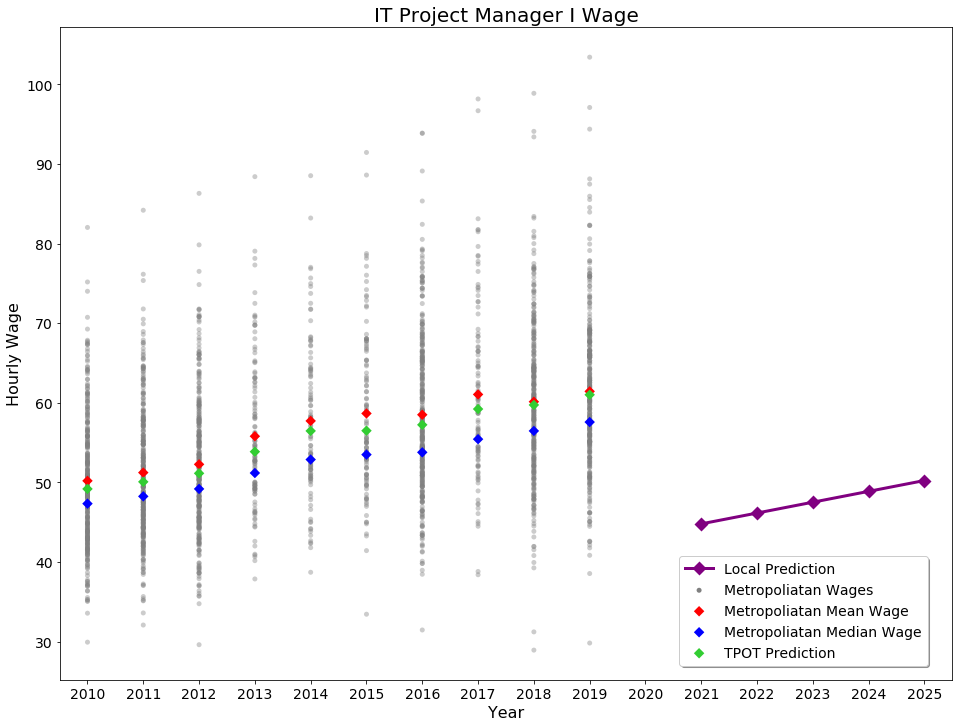 IT Project Manager I Wage
Hourly Wage
100
90
80
70
60
50
40
30
Local Prediction
Metropoliatan Wages
Metropoliatan Mean Wage
Metropoliatan Median Wage
TPOT Prediction
2010 2011 2012 2013 2014 2015 2016 2017 2018 2019 2020 2021 2022 2023 2024 2025
Year